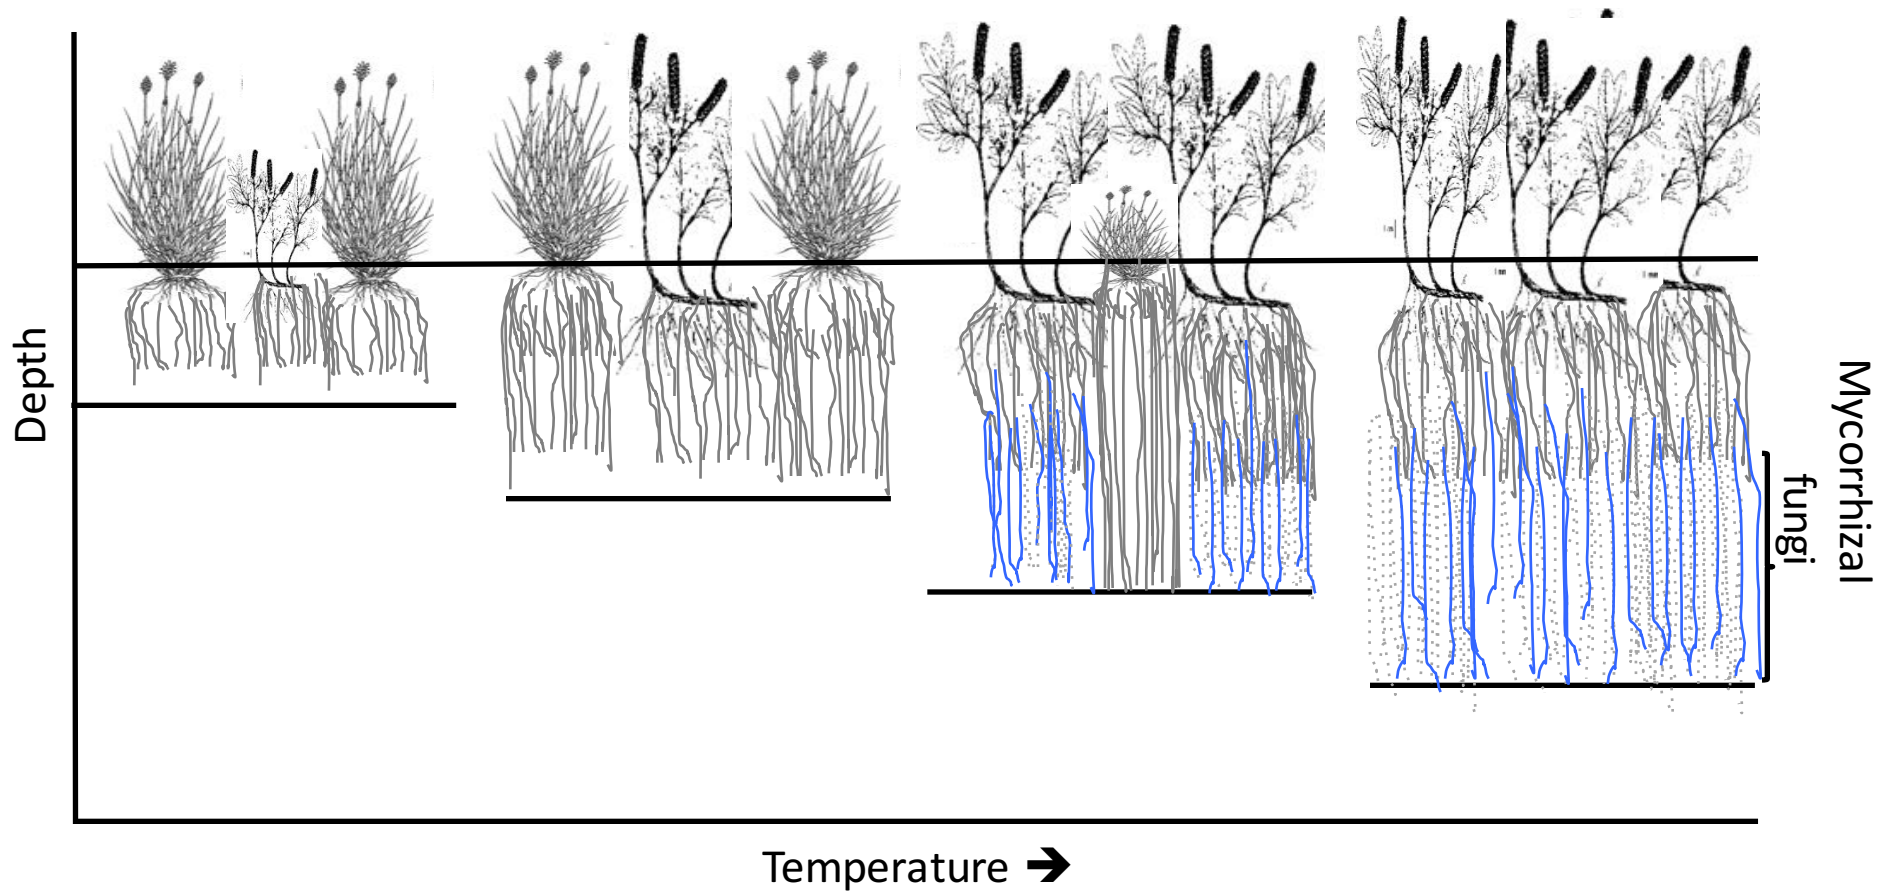 Depth
Mycorrhizal
fungi
Temperature ➔